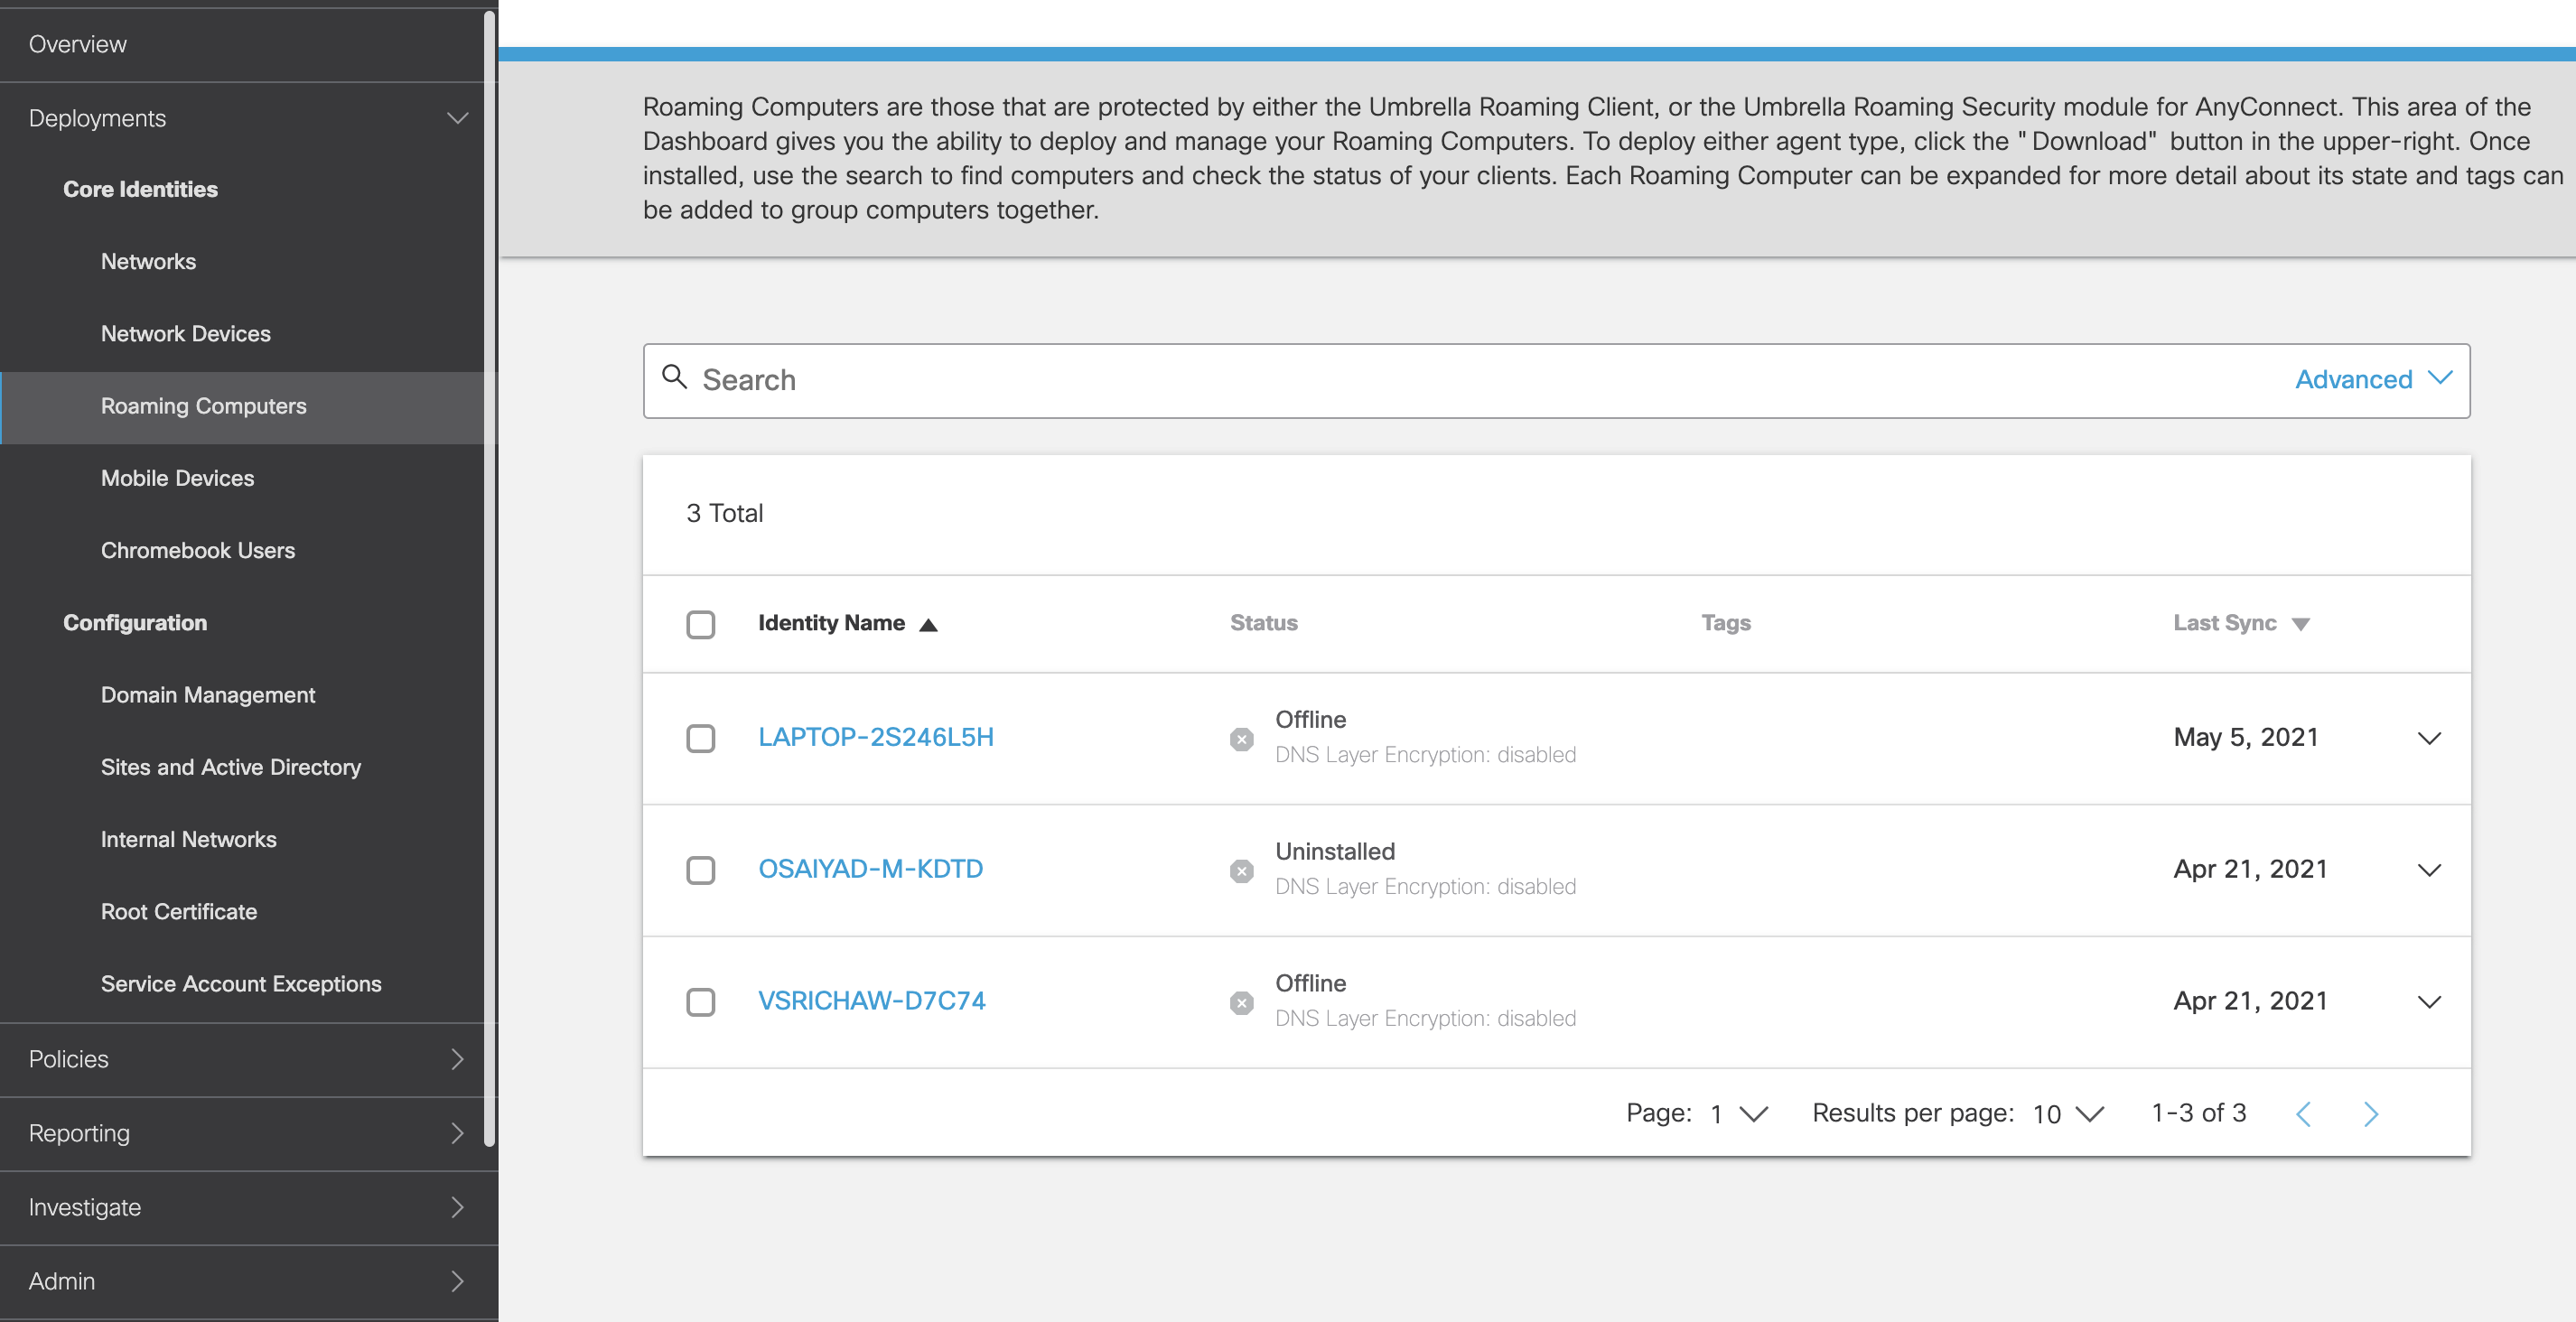 Overview
Deployments
Core Identities
Networks
Network Devices
Roaming Computers
Mobile Devices
Chromebook Users
Configuration
Domain Management
Sites and Active Directory
Internal Networks
Root Certificate
Service Account Exceptions
Policies
Reporting
Investigate
Admin
Roaming Computers are those that are protected by either the Umbrella Roaming Client, or the Umbrella Roaming Security module for AnyConnect. This area of the
Dashboard gives you the ability to deploy and manage your Roaming Computers. To deploy either agent type, click the "Download" button in the upper-right. Once
installed, use the search to find computers and check the status of your clients. Each Roaming Computer can be expanded for more detail about its state and tags can
be added to group computers together.
Search Advanced
3 Total
Identity Name Status Tags Last Sync
LAPTOP-2S246L5H Offline May 5, 2021
DNS Layer Encryption: disabled
OSAIYAD-M-KDTD Uninstalled Apr 21, 2021
DNS Layer Encryption: disabled
VSRICHAW-D7C74 Offline Apr 21, 2021
DNS Layer Encryption: disabled
Page: 1 Results per page: 10 1-3 of 3